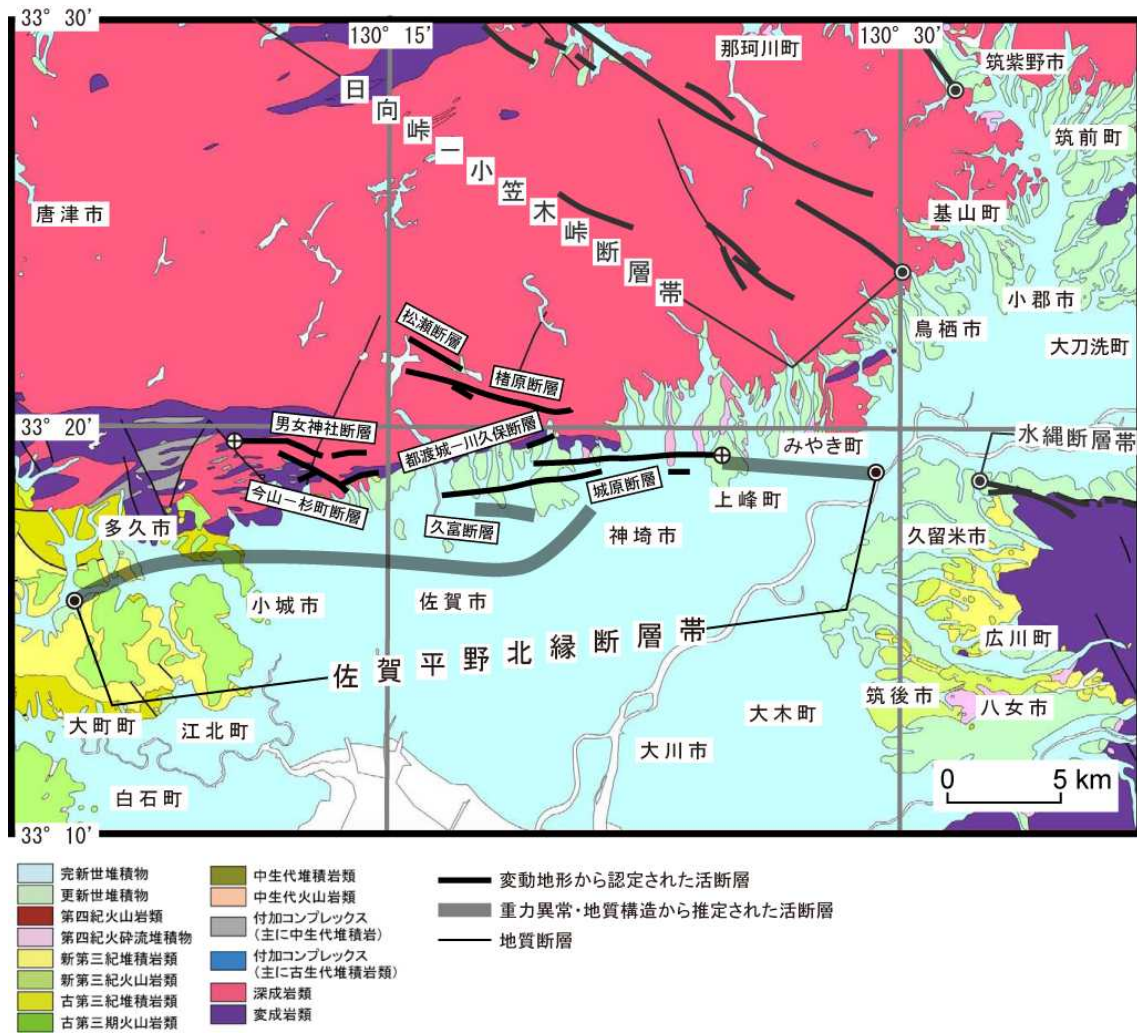 33° 30′
130° 15′
130° 30′
那珂川町
筑紫野市
筑前町
日向峠ー小笠木峠断層帯
唐津市
基山町
小郡市
鳥栖市
大刀洗町
松瀬断層
楮原断層
33° 20′
男女神社断層
都渡城ー川久保断層
みやき町
水縄断層帯
今山ー杉町断層
城原断層
上峰町
多久市
久富断層
神埼市
久留米市
小城市
佐賀市
広川町
佐賀平野北縁断層帯
筑後市
八女市
大町町
江北町
大木町
大川市
白石町
0 5 km
33° 10′
完新世堆積物
更新世堆積物
第四紀火山岩類
第四紀火砕流堆積物
新第三紀堆積岩類
新第三紀火山岩類
古第三紀堆積岩類
古第三期火山岩類
中生代堆積岩類
中生代火山岩類
付加コンプレックス
(主に中生代堆積岩)
付加コンプレックス
(主に古生代堆積岩類)
深成岩類
変成岩類
変動地形から認定された活断層
重力異常・地質構造から推定された活断層
地質断層